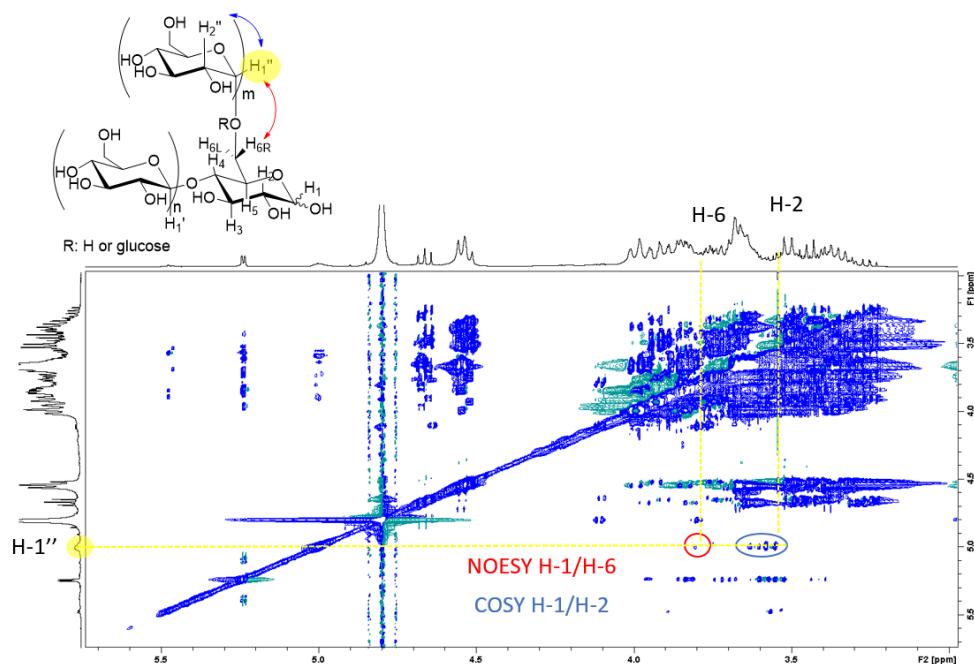 OH
H2''
HO
O
H1''
HO
OH
m
RO
H6L
H6R
OH
H4
H2
O
H1
HO
O
O
HO
HO
OH
OH
n
H5
OH
H1'
H3
R: H or glucose
H-6
H-2
F1 [ppm]
3.5
4.0
4.5
H-1''
5.0
NOESY H-1/H-6
COSY H-1/H-2
5.5
5.5
5.0
4.5
4.0
3.5
F2 [ppm]